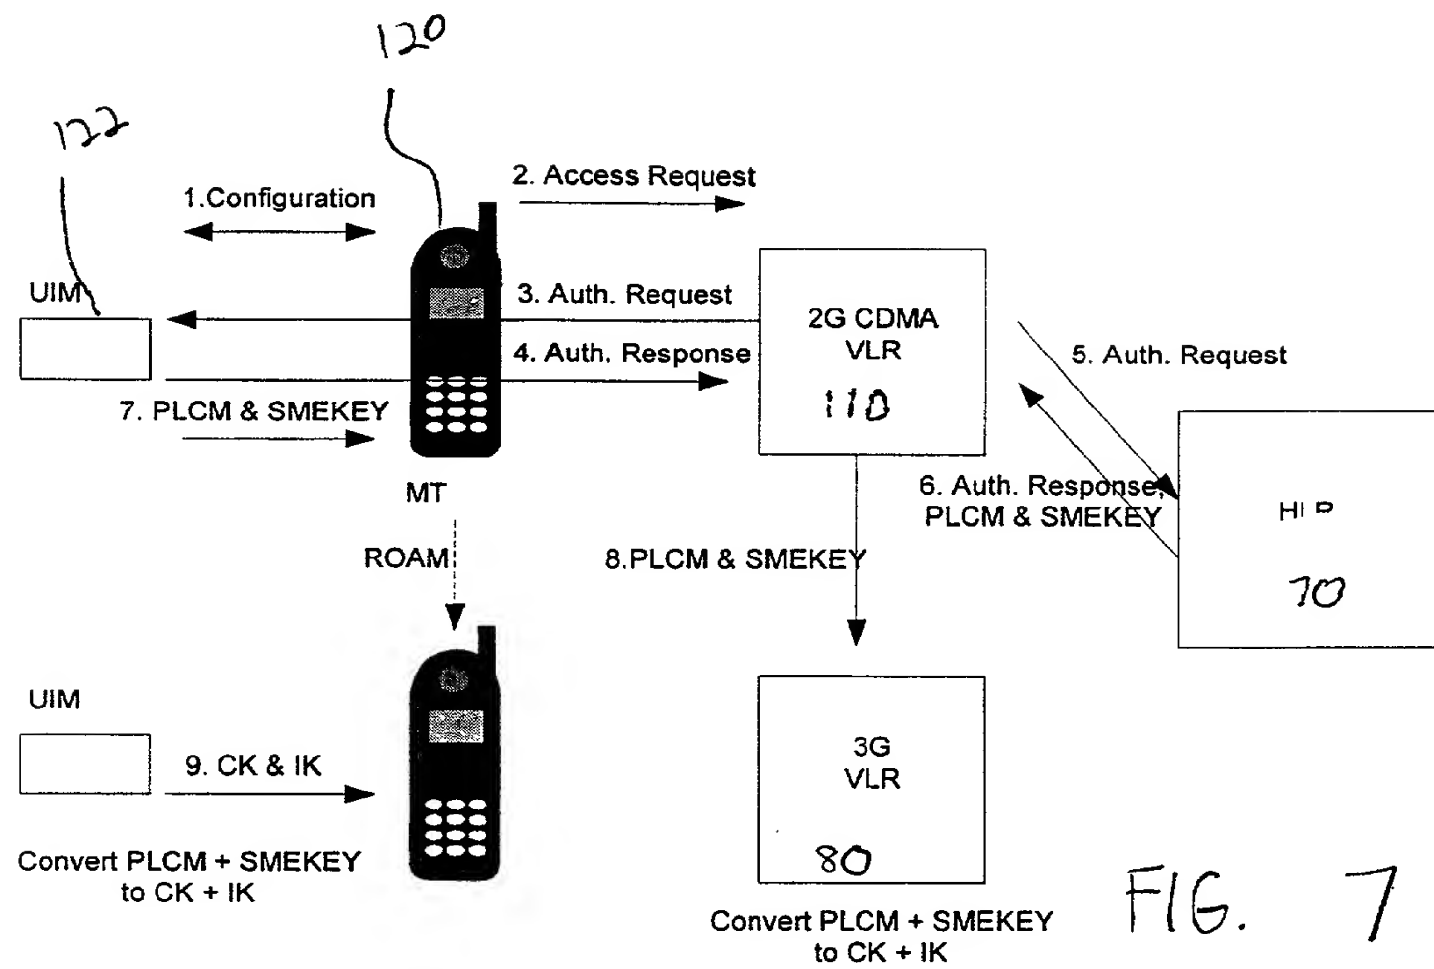 120
122
1.Configuration
2. Access Request
UIM
3. Auth. Request
4. Auth. Response
2G CDMA
VLR
110
5. Auth. Request
7. PLCM & SMEKEY
MT
6. Auth. Response,
PLCM & SMEKEY
70
ROAM
8.PLCM & SMEKEY
UIM
9. CK & IK
3G
VLR
80
Convert PLCM + SMEKEY
to CK + IK
Convert PLCM + SMEKEY
to CK + IK
FIG. 7